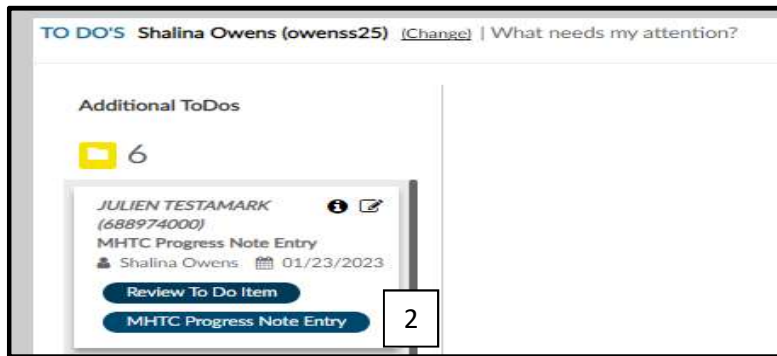 TO DO'S Shalina Owens (owenss25) (Change) | What needs my attention?
Additional ToDos
6
JULIEN TESTAMARK
(688974000)
MHTC Progress Note Entry
Shalina Owens 01/23/2023
Review To Do Item
MHTC Progress Note Entry
2